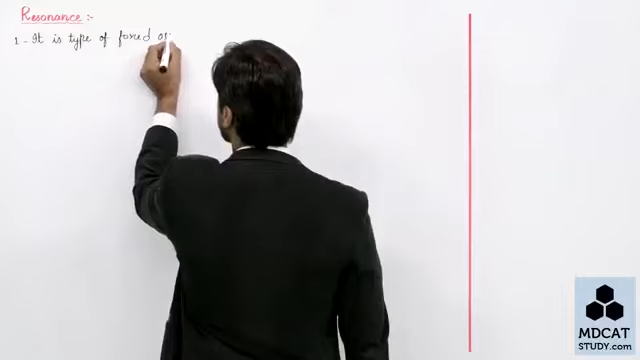 Resonance :-
1 - It is type of forced
MDCAT
STUDY.com